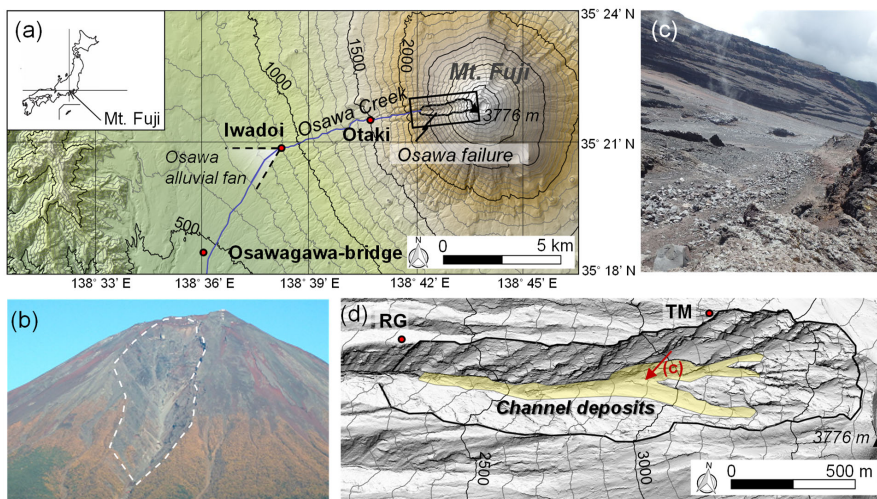 (a)
Mt. Fuji
35° 24′ N
35° 21′ N
35° 18′ N
138° 33′ E
138° 36′ E
138° 39′ E
138° 42′ E
138° 45′ E
500
1000
1500
2000
Mt. Fuji
3776 m
Osawa Creek
Iwadoi
Otaki
Osawa
alluvial fan
Osawa failure
Osawagawa-bridge
N
0
5 km
(c)
(b)
(d)
RG
TM
(c)
Channel deposits
2500
3000
3776 m
N
0
500 m